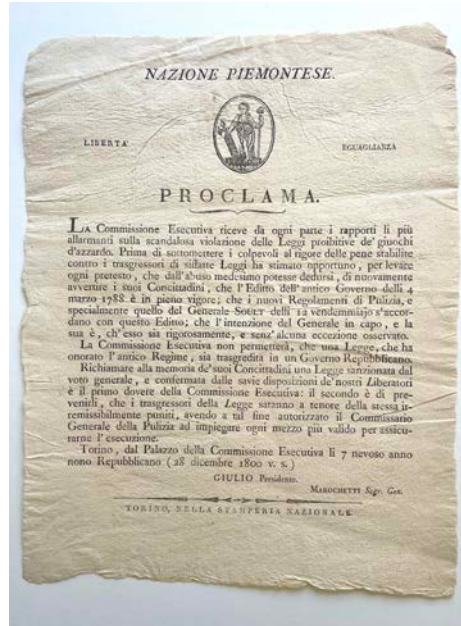 NAZIONE PIEMONTESE.
LIBERTA' EGUAGLIANZA
PROCLAMA.
LA Commissione Esecutiva riceve da ogni parte i rapporti li più
allarmanti sulla scandalosa violazione delle Leggi proibitive de' giuochi
d'azzardo. Prima di sottomettere i colpevoli al rigore delle pene stabilite
contro i trasgressori di siffatte Leggi ha stimato opportuno, per levare
ogni pretesto, che dall'abuso medesimo potesse dedursi, di nuovamente
avvertire i suoi Concittadini, che l'Editto dell'antico Governo delli 4
marzo 1788 è in pieno vigore; che i nuovi Regolamenti di Pulizia, e
specialmente quello del Generale SOULT delli 12 vendemmiajo s'accor-
dano con questo Editto; che l'intenzione del Generale in capo, e la
sua è, ch'esso sia rigorosamente, e senz'alcuna eccezione osservato.
La Commissione Esecutiva non permetterà, che una Legge, che ha
onorato l'antico Regime, sia trasgredita in un Governo Repubblicano.
Richiamare alla memoria de' suoi Concittadini una Legge sanzionata dal
voto generale, e confermata dalle savie disposizioni de' nostri Liberatori
è il primo dovere della Commissione Esecutiva: il secondo è di pre-
venirli, che i trasgressori della Legge saranno a tenore della stessa ir-
remissibilmente puniti, avendo a tal fine autorizzato il Commissario
Generale della Pulizia ad impiegare ogni mezzo più valido per assicu-
rarne l'esecuzione.
Torino, dal Palazzo della Commissione Esecutiva li 7 nevoso anno
nono Repubblicano ( 28 dicembre 1800 v. s. )
GIULIO Presidente.
MAROCHETTI Segr. Gen.
TORINO, NELLA STAMPERIA NAZIONALE.